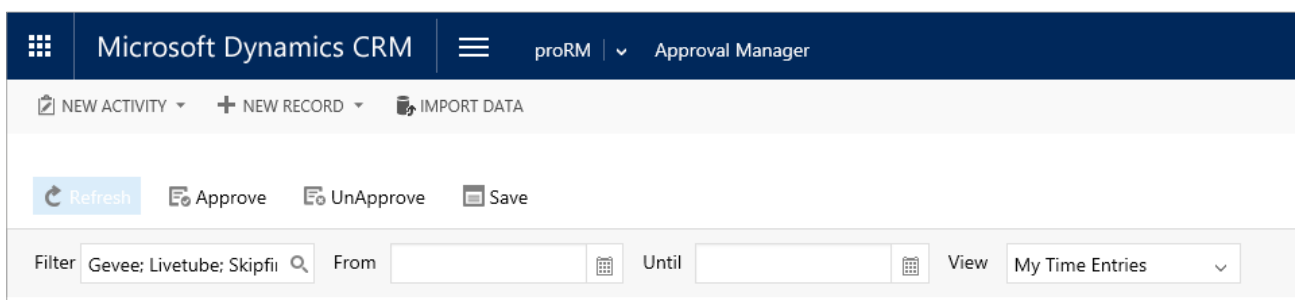 Microsoft Dynamics CRM proRM Approval Manager
NEW ACTIVITY NEW RECORD IMPORT DATA
Refresh Approve UnApprove Save
Filter Gevee; Livetube; Skipfi From Until View My Time Entries